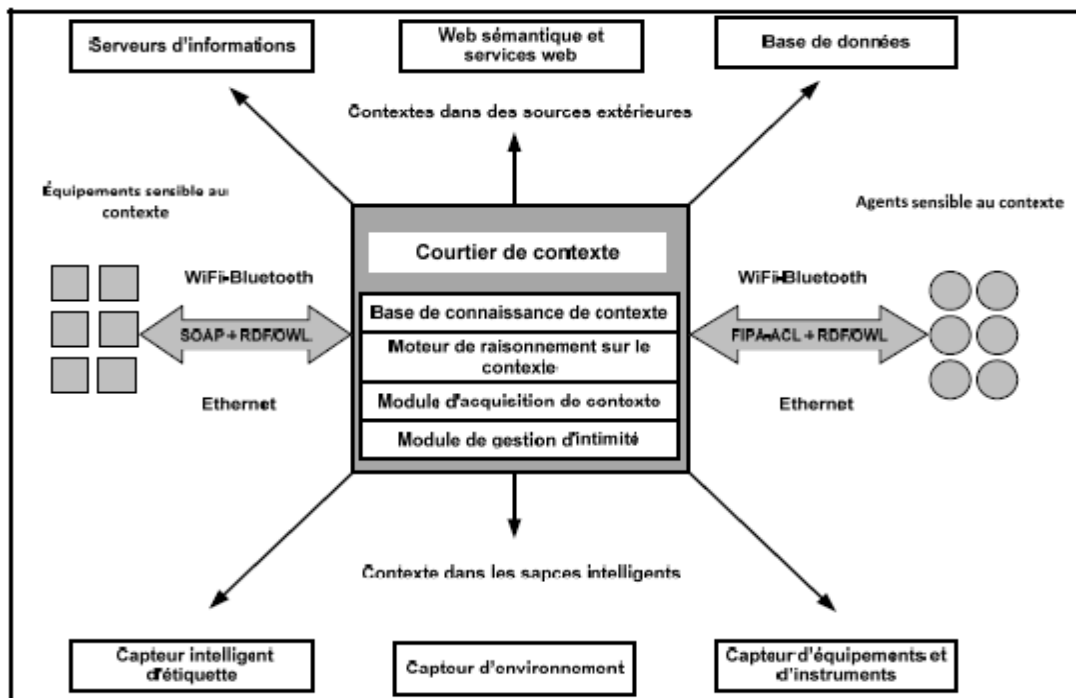 Serveurs d'informations
Web sémantique et
services web
Base de données
Contextes dans des sources extérieures
Équipements sensible au
contexte
Agents sensible au contexte
Courtier de contexte
WiFi-Bluetooth
WiFi-Bluetooth
Base de connaissance de contexte
SOAP + RDF/OWL
FIPA-ACL + RDF/OWL
Moteur de raisonnement sur le
contexte
Ethernet
Module d'acquisition de contexte
Ethernet
Module de gestion d'intimité
Contexte dans les sapces intelligents
Capteur intelligent
d'étiquette
Capteur d'environnement
Capteur d'équipements et
d'instruments